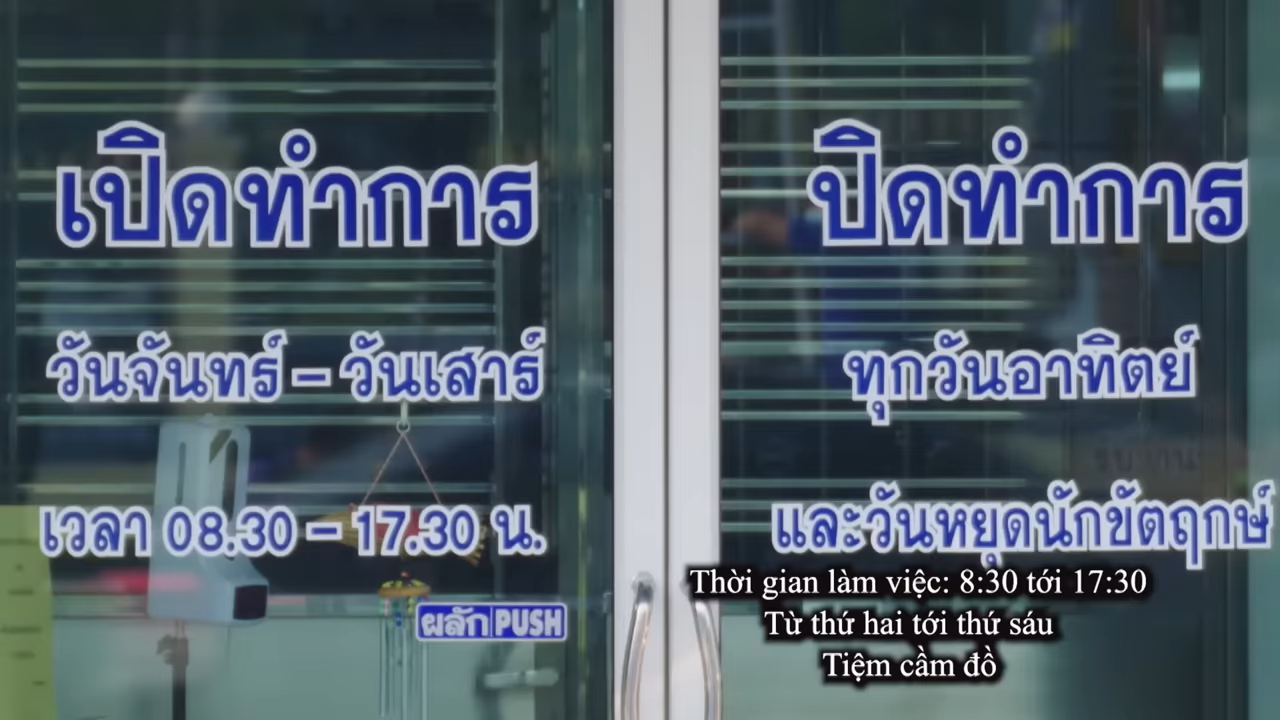 เปิดทำการ
วันจันทร์ – วันเสาร์
เวลา 08.30 – 17.30 น.
ผลัก PUSH
ปิดทำการ
ทุกวันอาทิตย์
และวันหยุดนักขัตฤกษ์
Thời gian làm việc: 8:30 tới 17:30
Từ thứ hai tới thứ sáu
Tiệm cầm đồ